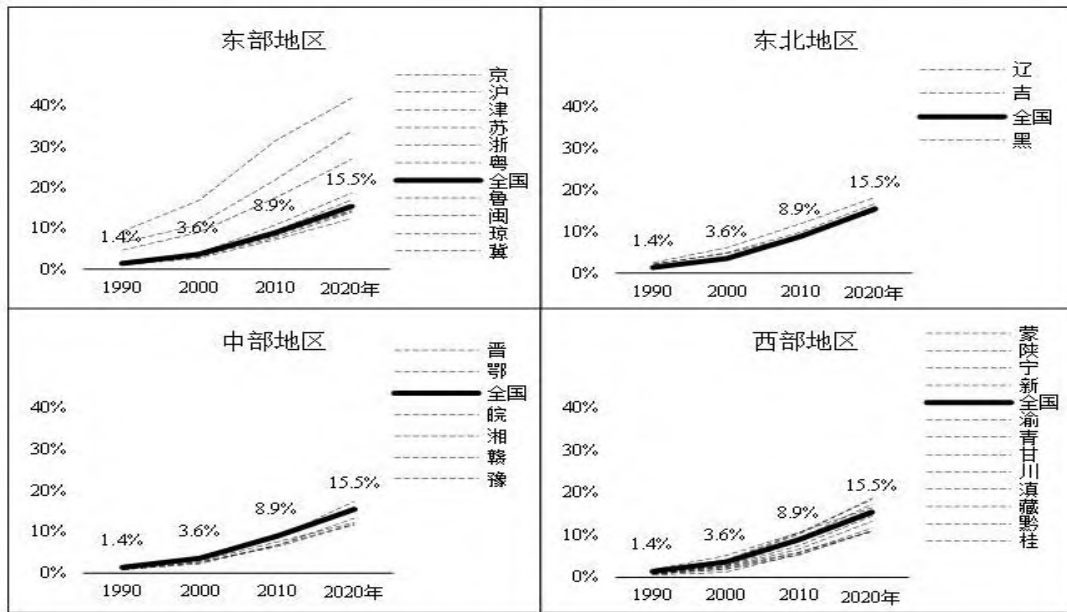 东部地区
40%
30%
20%
10%
0%
1.4%
3.6%
8.9%
15.5%
1990
2000
2010
2020年
京
沪
津
苏
浙
粤
全国
鲁
闽
琼
冀
东北地区
40%
30%
20%
10%
0%
1.4%
3.6%
8.9%
15.5%
1990
2000
2010
2020年
辽
吉
全国
黑
中部地区
40%
30%
20%
10%
0%
1.4%
3.6%
8.9%
15.5%
1990
2000
2010
2020年
晋
鄂
全国
皖
湘
赣
豫
西部地区
40%
30%
20%
10%
0%
1.4%
3.6%
8.9%
15.5%
1990
2000
2010
2020年
蒙
陕
宁
新
全国
渝
青
甘
川
滇
藏
黔
桂